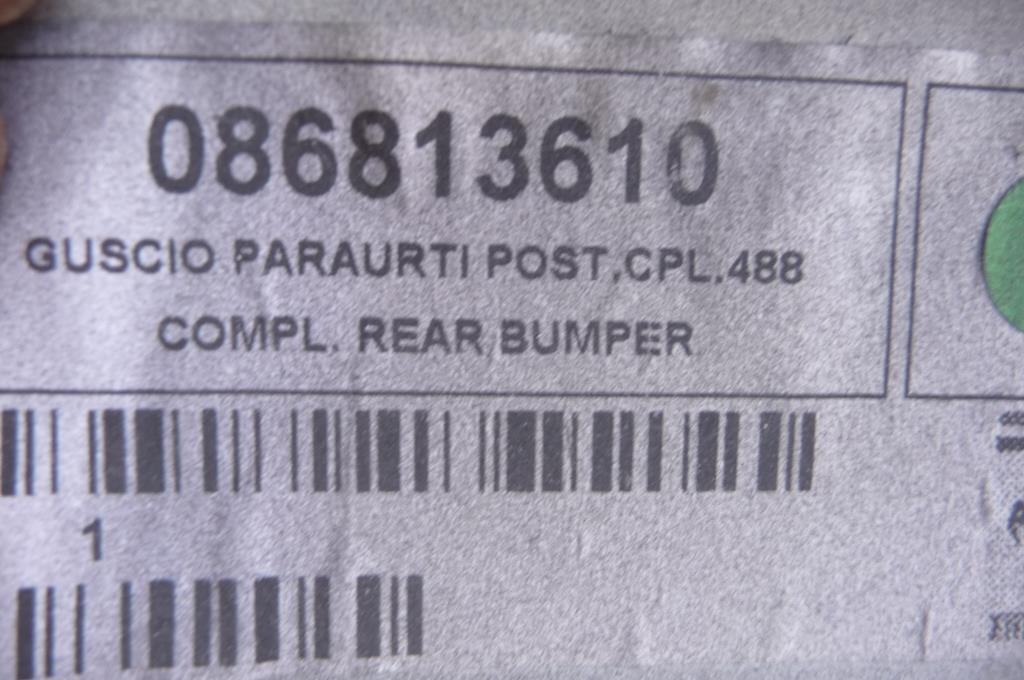 086813610
GUSCIO PARAURTI POST.CPL.488
COMPL. REAR BUMPER
1